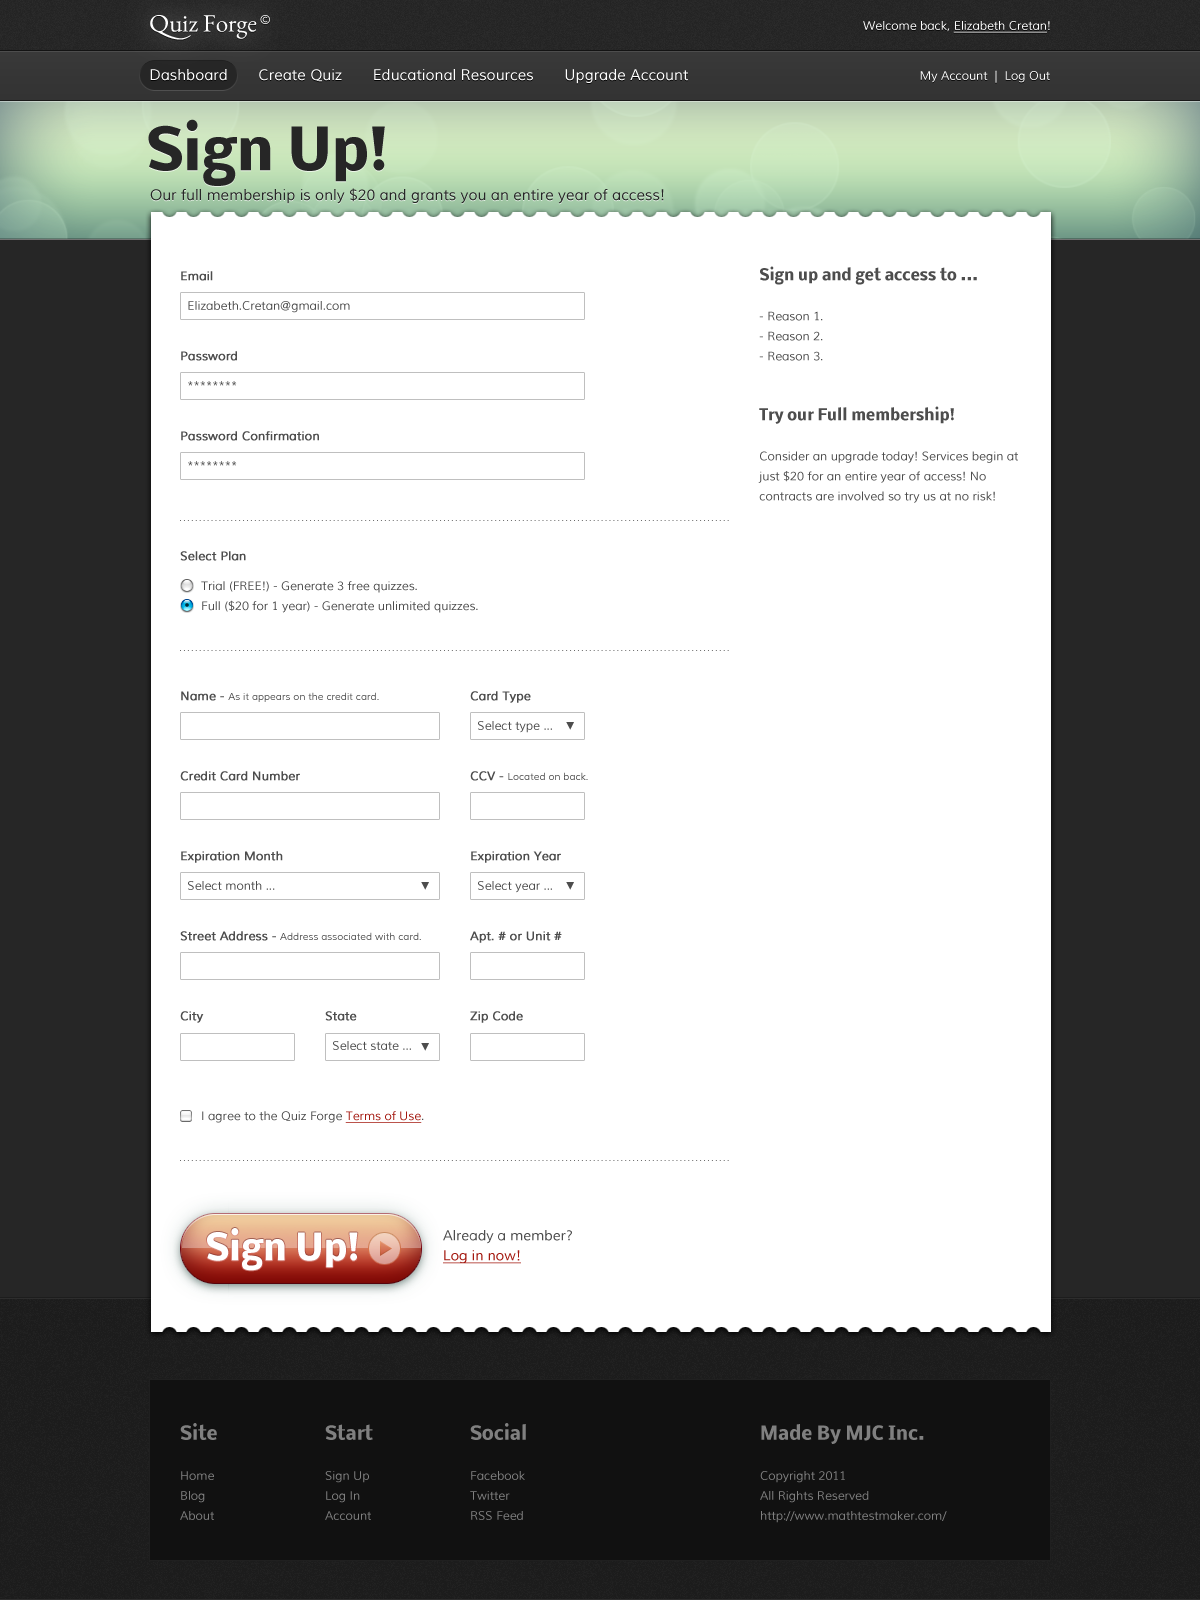 Quiz Forge©
Welcome back, Elizabeth Cretan!
Dashboard
Create Quiz
Educational Resources
Upgrade Account
My Account | Log Out
Sign Up!
Our full membership is only $20 and grants you an entire year of access!
Email
Elizabeth.Cretan@gmail.com
Password
********
Password Confirmation
********
Select Plan
Trial (FREE!) - Generate 3 free quizzes.
Full ($20 for 1 year) - Generate unlimited quizzes.
Name - As it appears on the credit card.
Card Type
Select type ... ▼
Credit Card Number
CCV - Located on back.
Expiration Month
Select month ... ▼
Expiration Year
Select year ... ▼
Street Address - Address associated with card.
Apt. # or Unit #
City
State
Select state ... ▼
Zip Code
I agree to the Quiz Forge Terms of Use.
Sign Up!
Already a member?
Log in now!
Sign up and get access to ...
- Reason 1.
- Reason 2.
- Reason 3.
Try our Full membership!
Consider an upgrade today! Services begin at
just $20 for an entire year of access! No
contracts are involved so try us at no risk!
Site
Home
Blog
About
Start
Sign Up
Log In
Account
Social
Facebook
Twitter
RSS Feed
Made By MJC Inc.
Copyright 2011
All Rights Reserved
http://www.mathtestmaker.com/